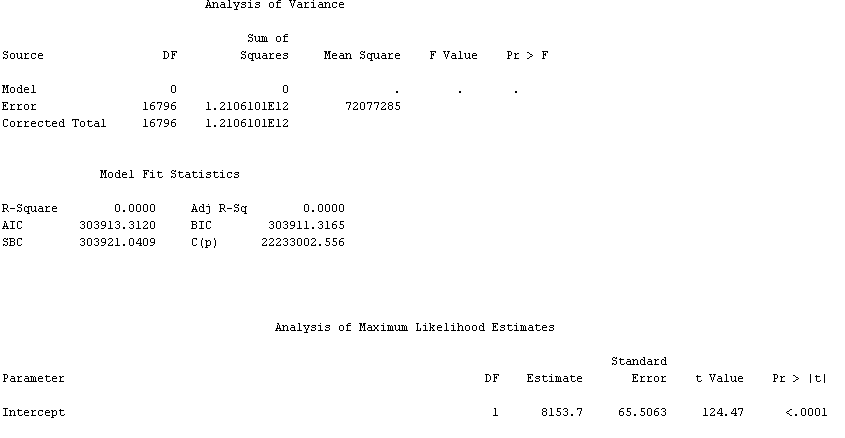 Analysis of Variance
Sum of
Source DF Squares Mean Square F Value Pr > F
Model 0 0 . . .
Error 16796 1.2106101E12 72077285
Corrected Total 16796 1.2106101E12
Model Fit Statistics
R-Square 0.0000 Adj R-Sq 0.0000
AIC 303913.3120 BIC 303911.3165
SBC 303921.0409 C(p) 22233002.556
Analysis of Maximum Likelihood Estimates
Standard
Parameter DF Estimate Error t Value Pr > |t|
Intercept 1 8153.7 65.5063 124.47 <.0001